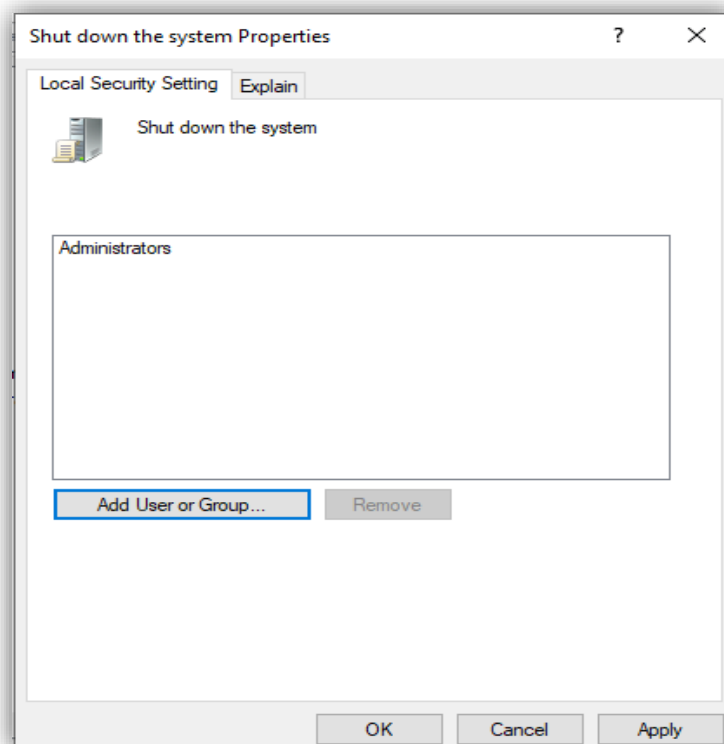 Shut down the system Properties
?
Local Security Setting
Explain
Shut down the system
Administrators
Add User or Group...
Remove
OK
Cancel
Apply